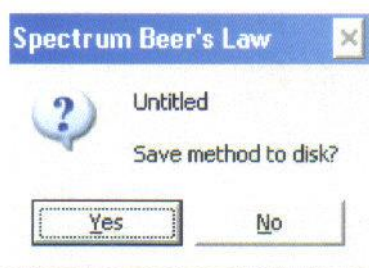 Spectrum Beer's Law
Untitled
Save method to disk?
Yes
No